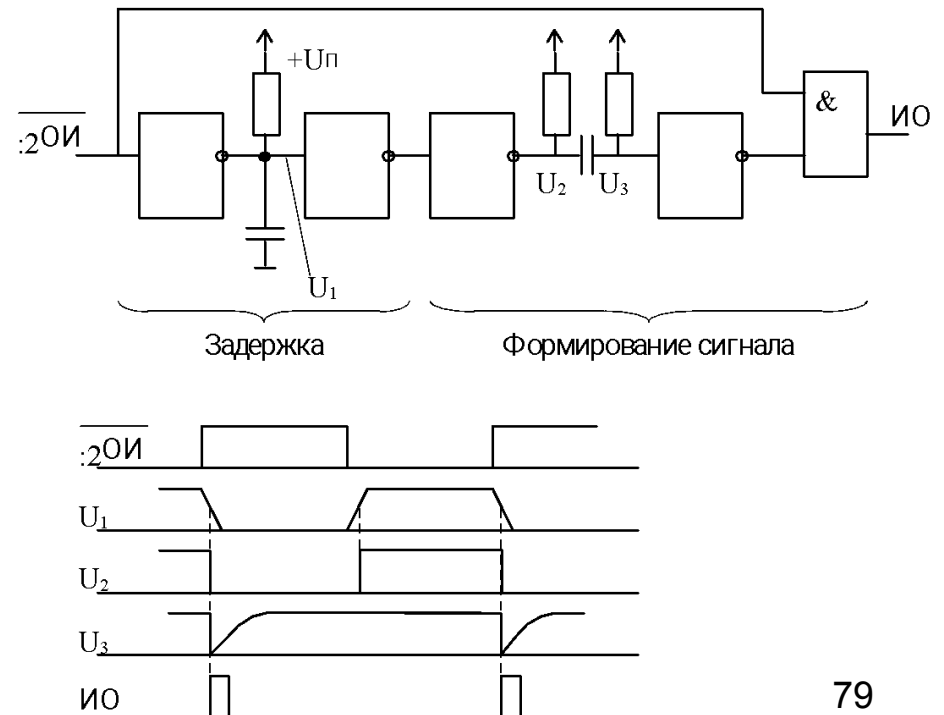 +Uп
&
:2ОИ
ИО
U₂
U₃
U₁
Задержка
Формирование сигнала
:2ОИ
U₁
U₂
U₃
ИО
79